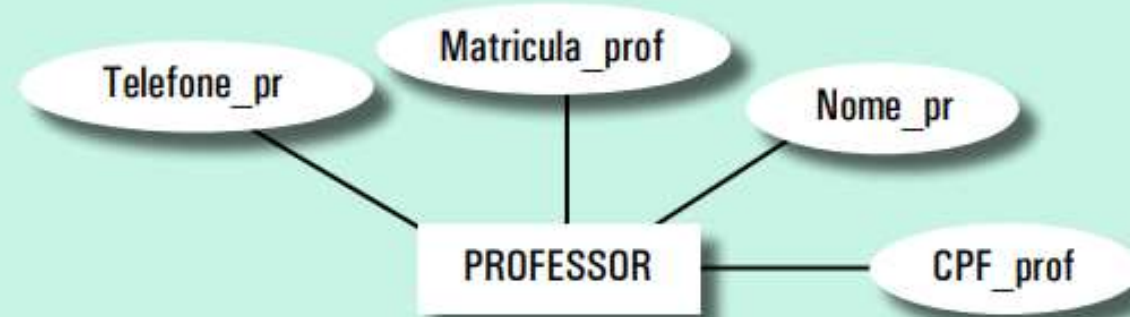 Matricula_prof
Telefone_pr
Nome_pr
PROFESSOR
CPF_prof